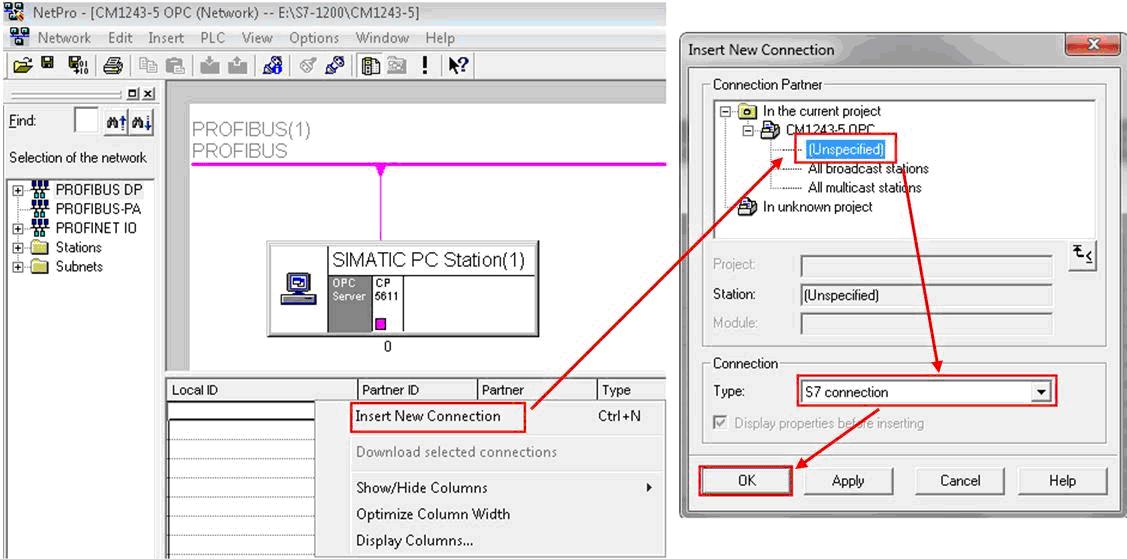 NetPro - [CM1243-5 OPC (Network) -- E:\S7-1200\CM1243-5]
Network Edit Insert PLC View Options Window Help
Find:
Selection of the network
PROFIBUS DP
PROFIBUS-PA
PROFINET IO
Stations
Subnets
PROFIBUS(1)
PROFIBUS
SIMATIC PC Station(1)
OPC Server
CP 5611
0
Local ID Partner ID Partner Type
Insert New Connection Ctrl+N
Download selected connections
Show/Hide Columns
Optimize Column Width
Display Columns...
Insert New Connection
Connection Partner
In the current project
CM1243-5 OPC
(Unspecified)
All broadcast stations
All multicast stations
In unknown project
Project:
Station: (Unspecified)
Module:
Connection
Type: S7 connection
Display properties before inserting
OK Apply Cancel Help